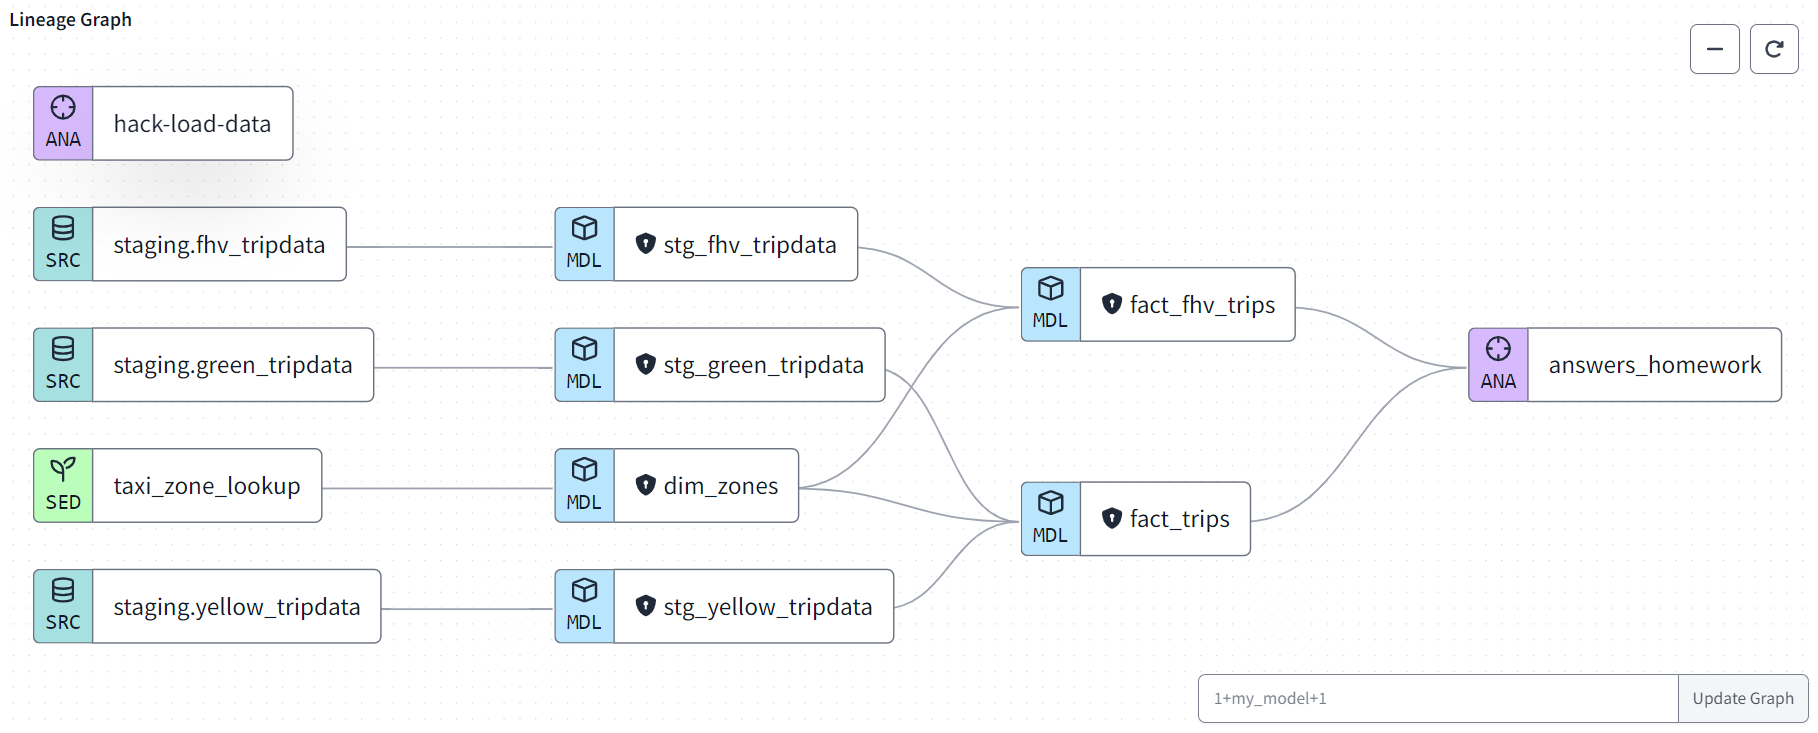 Lineage Graph
ANA
hack-load-data
SRC
staging.fhv_tripdata
MDL
stg_fhv_tripdata
MDL
fact_fhv_trips
SRC
staging.green_tripdata
MDL
stg_green_tripdata
ANA
answers_homework
SED
taxi_zone_lookup
MDL
dim_zones
MDL
fact_trips
SRC
staging.yellow_tripdata
MDL
stg_yellow_tripdata
1+my_model+1
Update Graph